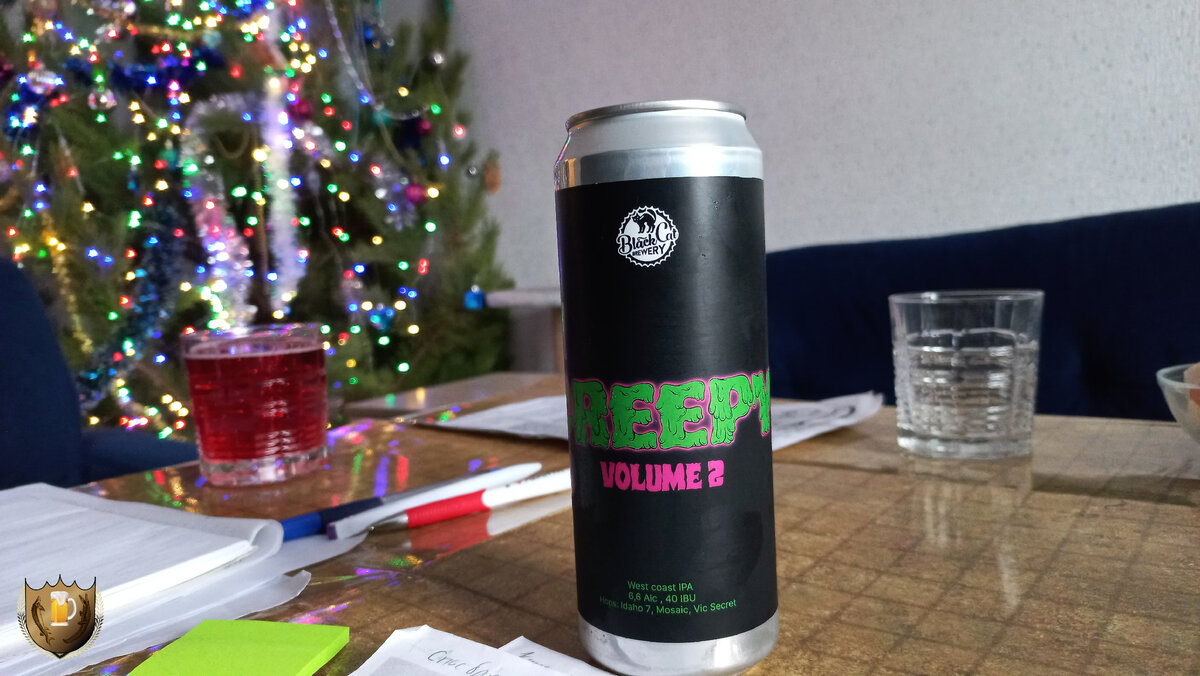 Black Cat
BREWERY
REEPY
VOLUME 2
West coast IPA
6,6 Alc , 40 IBU
Hops: Idaho 7, Mosaic, Vic Secret